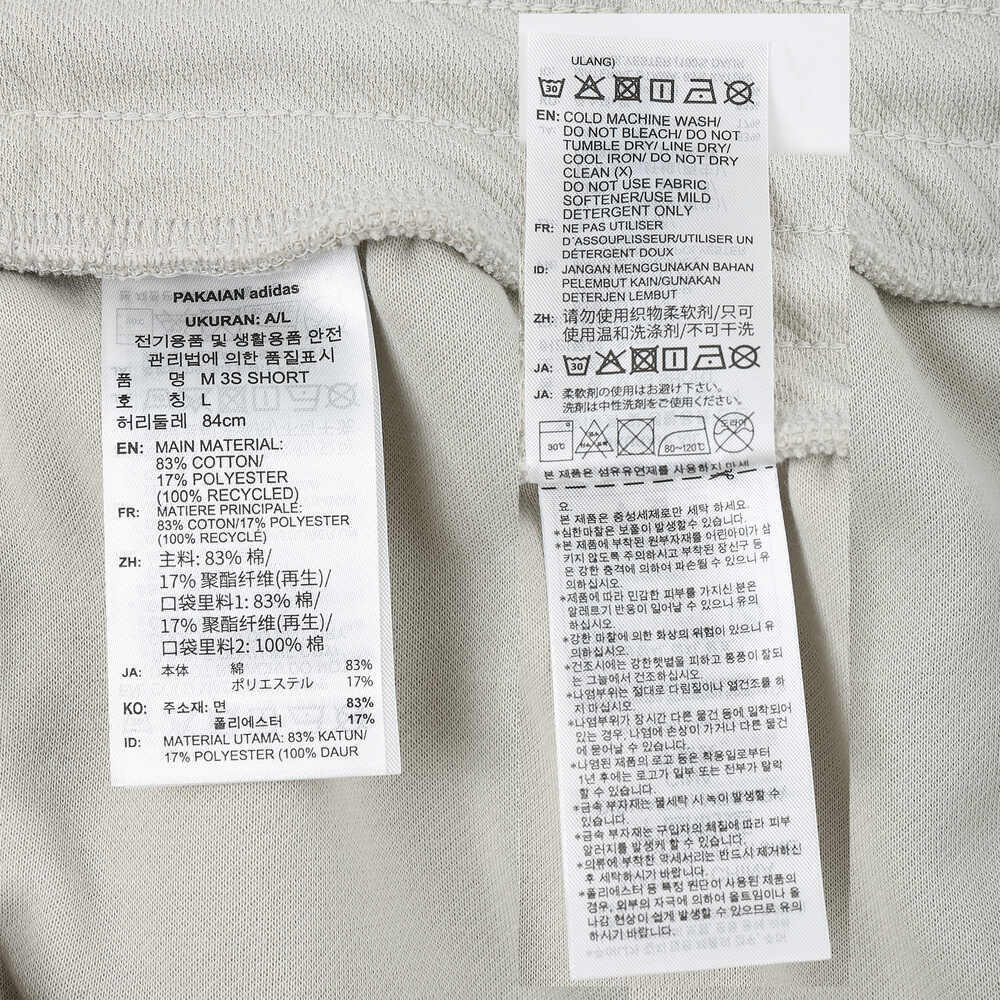 PAKAIAN adidas
UKURAN: A/L
전기용품 및 생활용품 안전
관리법에 의한 품질표시
품 명 M 3S SHORT
호 칭 L
허리둘레 84cm
EN: MAIN MATERIAL:
83% COTTON/
17% POLYESTER
(100% RECYCLED)
FR: MATIERE PRINCIPALE:
83% COTON/17% POLYESTER
(100% RECYCLÉ)
ZH: 主料: 83% 棉/
17% 聚酯纤维(再生)/
口袋里料1: 83% 棉/
17% 聚酯纤维(再生)/
口袋里料2: 100% 棉
JA: 本体 綿 83%
ポリエステル 17%
KO: 주소재: 면 83%
폴리에스터 17%
ID: MATERIAL UTAMA: 83% KATUN/
17% POLYESTER (100% DAUR
ULANG)
30
EN: COLD MACHINE WASH/
DO NOT BLEACH/ DO NOT
TUMBLE DRY/ LINE DRY/
COOL IRON/ DO NOT DRY
CLEAN (X)
DO NOT USE FABRIC
SOFTENER/USE MILD
DETERGENT ONLY
FR: NE PAS UTILISER
D'ASSOUPLISSEUR/UTILISER UN
DÉTERGENT DOUX
ID: JANGAN MENGGUNAKAN BAHAN
PELEMBUT KAIN/GUNAKAN
DETERJEN LEMBUT
ZH: 请勿使用织物柔软剂/只可
使用温和洗涤剂/不可干洗
JA: 30
JA: 柔軟剤の使用はお避け下さい。
洗剤は中性洗剤をご使用下さい。
30℃ 80~120℃ 드라이
본 제품은 섬유유연제를 사용하지 마세
요.
본 제품은 중성세제로만 세탁 하세요.
*심한마찰은 보풀이 발생할수 있습니다.
*본 제품에 부착된 원부자재를 어린아이가 삼
키지 않도록 주의하시고 부착된 장신구 등
은 강한 충격에 의하여 파손될 수 있으니 유
의하십시오.
*제품에 따라 민감한 피부를 가지신 분은
알레르기 반응이 일어날 수 있으니 유의
하십시오.
*강한 마찰에 의한 화상의 위험이 있으니 유
의하십시오.
*건조시에는 강한햇볕을 피하고 통풍이 잘되
는 그늘에서 건조하십시오.
*나염부위는 절대로 다림질이나 열건조를 하
지 마십시오.
*나염부위가 장시간 다른 물건 등에 밀착되어
있는 경우, 나염에 손상이 가거나 다른 물건
에 묻어날 수 있습니다.
*나염된 제품의 로고 등은 착용일로부터
1년 후에는 로고가 일부 또는 전부가 탈락
할 수 있습니다.
*금속 부자재는 물세탁 시 녹이 발생할 수
있습니다.
*금속 부자재는 구입자의 체질에 따라 피부
알러지를 발생케 할 수 있습니다.
*의류에 부착한 악세서리는 반드시 제거하신
후 세탁하시기 바랍니다.
*폴리에스터 등 특정 원단이 사용된 제품의
경우, 외부의 자극에 의하여 올트임이나 올
나감 현상이 쉽게 발생할 수 있으므로 유의
하시기 바랍니다.